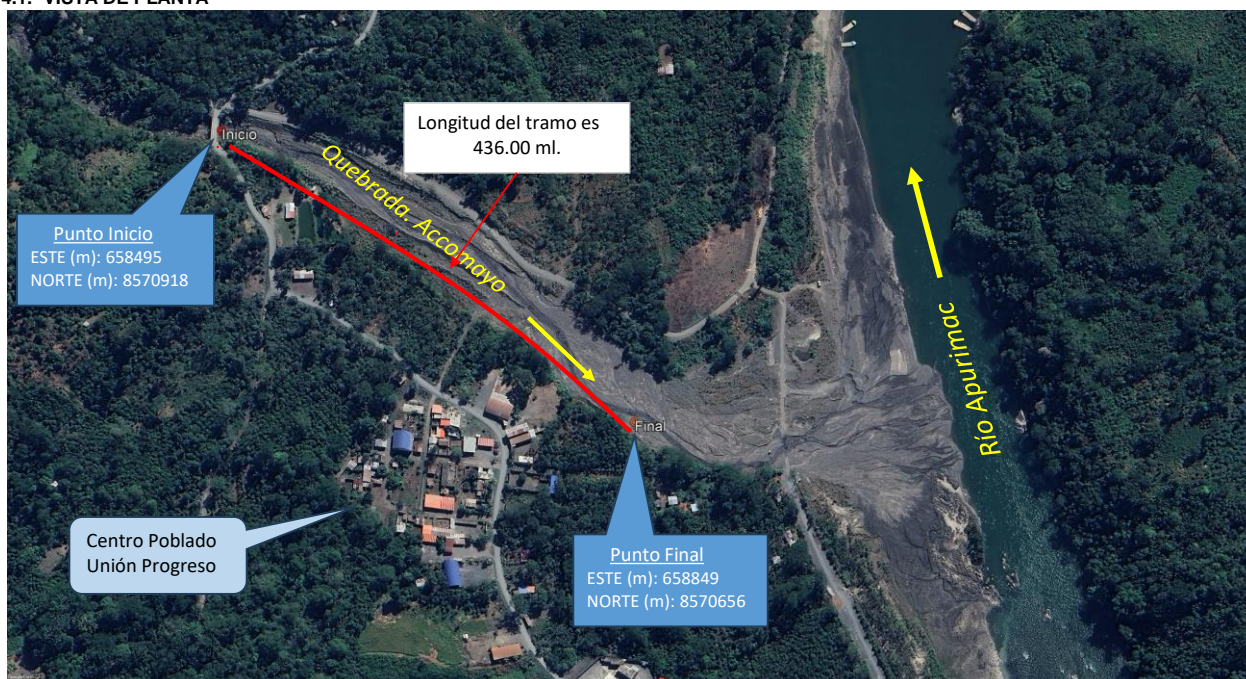 4.1. VISTA DE PLANTA
Inicio
Longitud del tramo es
436.00 ml.
Quebrada. Accomayo
Punto Inicio
ESTE (m): 658495
NORTE (m): 8570918
Río Apurimac
Final
Centro Poblado
Unión Progreso
Punto Final
ESTE (m): 658849
NORTE (m): 8570656